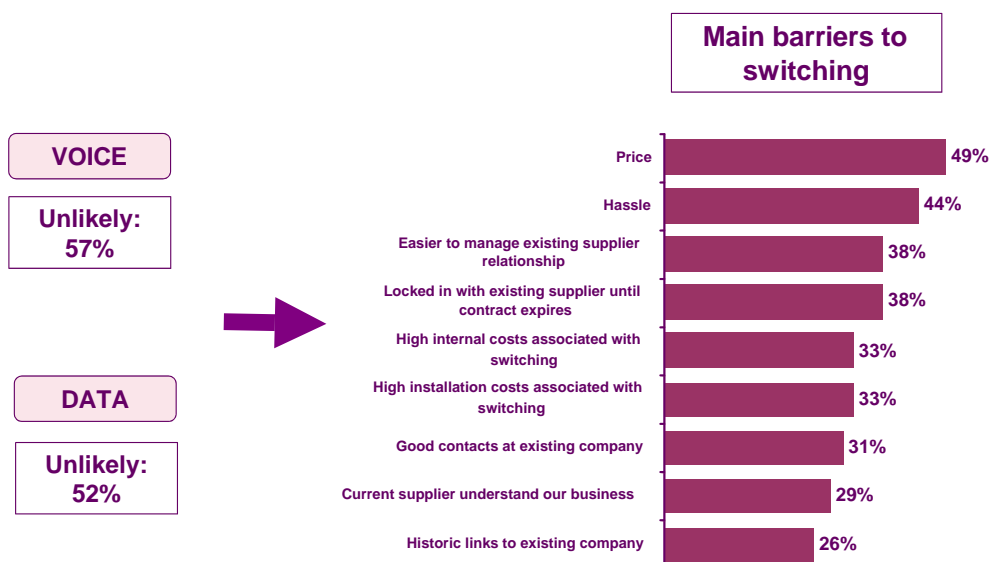 Main barriers to
switching
VOICE
Unlikely:
57%
DATA
Unlikely:
52%
Price
49%
Hassle
44%
Easier to manage existing supplier
relationship
38%
Locked in with existing supplier until
contract expires
38%
High internal costs associated with
switching
33%
High installation costs associated with
switching
33%
Good contacts at existing company
31%
Current supplier understand our business
29%
Historic links to existing company
26%